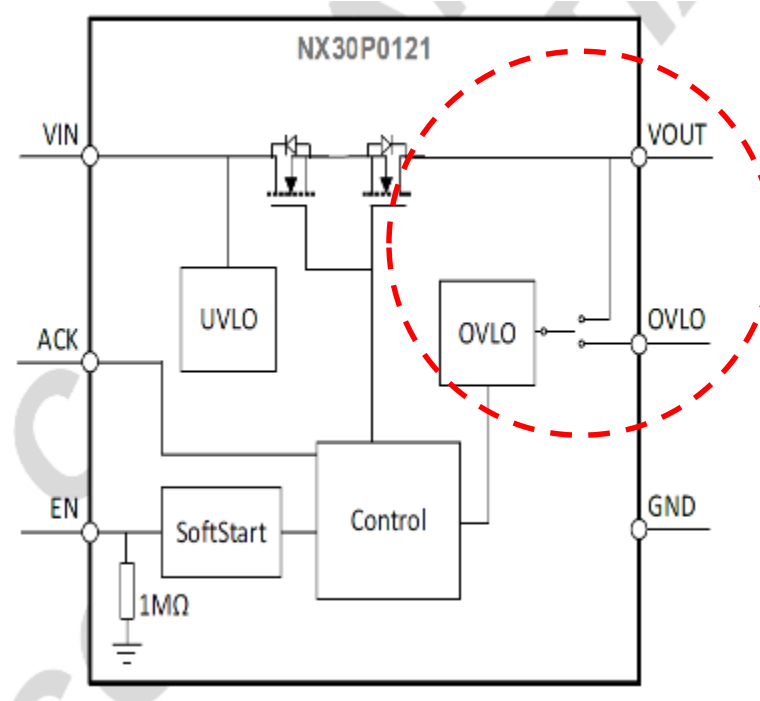 NX30P0121
VIN
VOUT
UVLO
OVLO
OVLO
ACK
EN
SoftStart
Control
GND
1MΩ